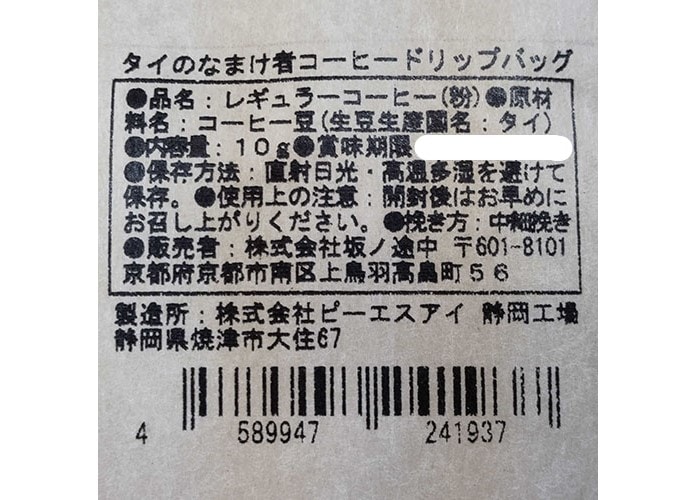 タイのなまけ者コーヒードリップバッグ
●品名：レギュラーコーヒー(粉)●原材
料名：コーヒー豆(生豆生産国名：タイ)
●内容量：10g●賞味期限
●保存方法：直射日光・高温多湿を避けて
保存。●使用上の注意：開封後はお早めに
お召し上がりください。●挽き方：中細挽き
●販売者：株式会社坂ノ途中 〒601-8101
京都府京都市南区上鳥羽高畠町56
製造所：株式会社ピーエスアイ 静岡工場
静岡県焼津市大住67
4 589947 241937